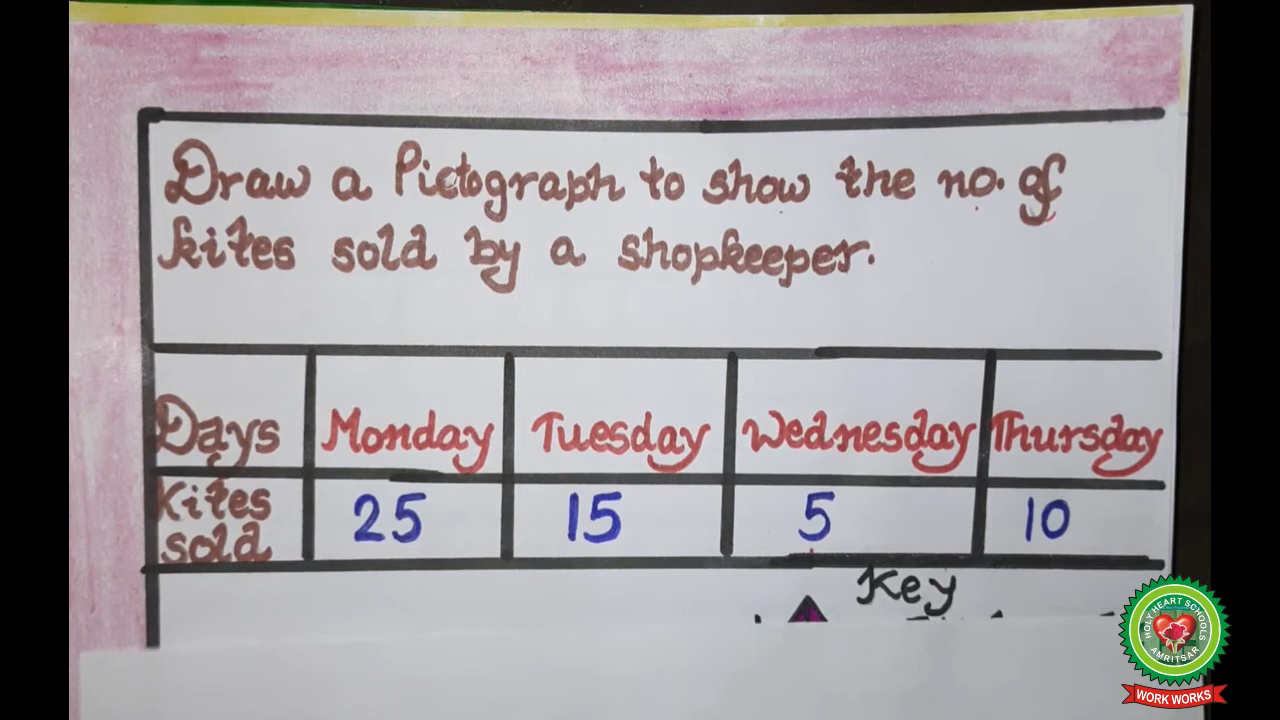 Draw a Pictograph to show the no. of
kites sold by a shopkeeper.
Days Monday Tuesday Wednesday Thursday
Kites sold 25 15 5 10
Key
HOLY HEART SCHOOLS
AMRITSAR
WORK WORKS